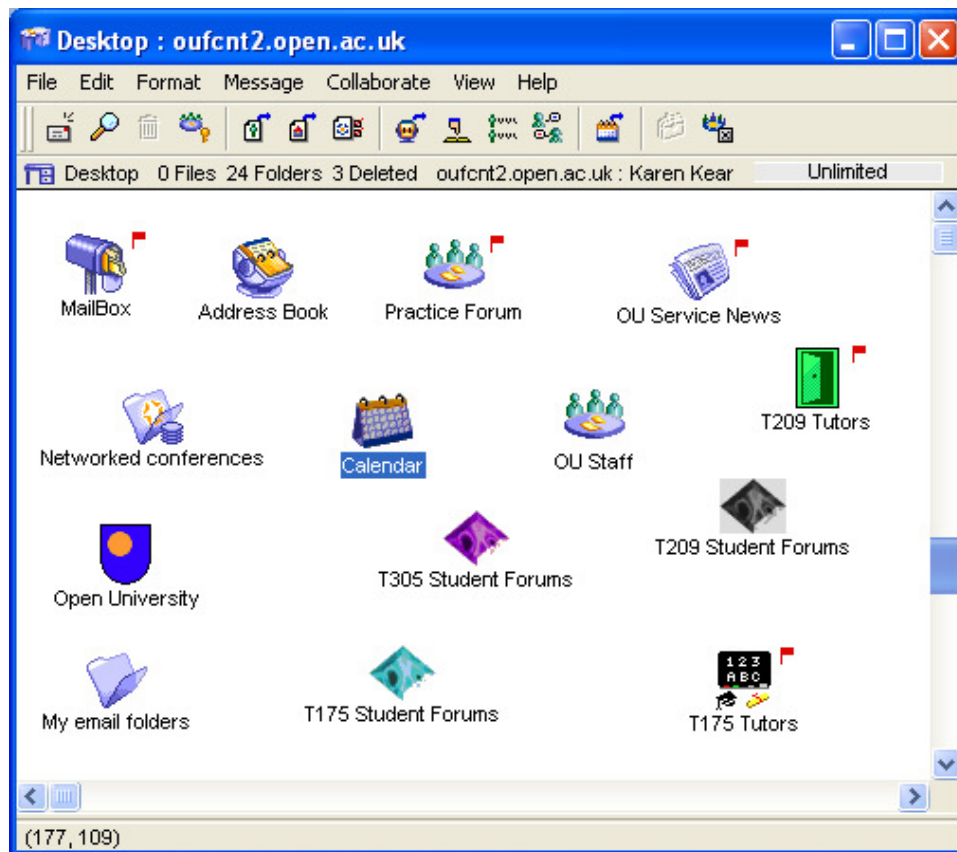 Desktop : oufcnt2.open.ac.uk
File Edit Format Message Collaborate View Help
Desktop 0 Files 24 Folders 3 Deleted oufcnt2.open.ac.uk : Karen Kear Unlimited
MailBox Address Book Practice Forum OU Service News
T209 Tutors
Networked conferences Calendar OU Staff
T209 Student Forums
T305 Student Forums
Open University
123
ABC
My email folders T175 Student Forums T175 Tutors
(177, 109)